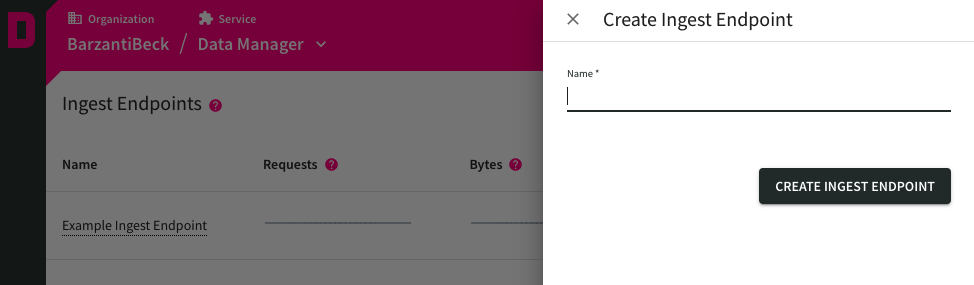 D
Organization
Service
BarzantiBeck / Data Manager
Ingest Endpoints ?
Name Requests ? Bytes ?
Example Ingest Endpoint
Create Ingest Endpoint
Name *
CREATE INGEST ENDPOINT